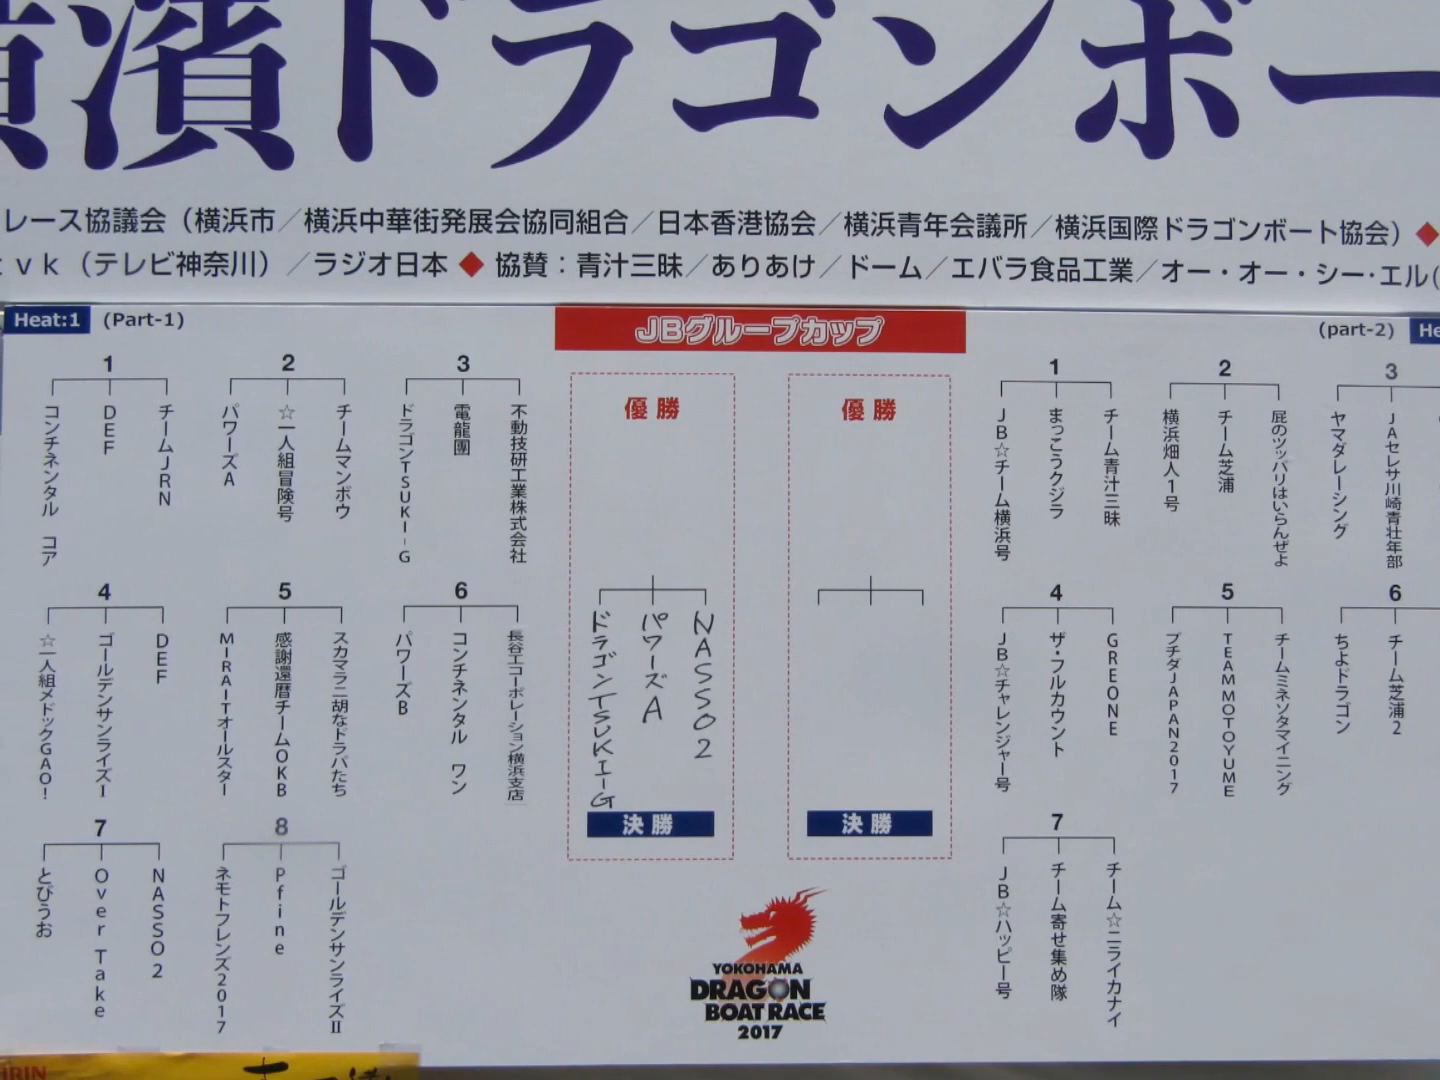 横濱ドラゴンボー
レース協議会（横浜市／横浜中華街発展会協同組合／日本香港協会／横浜青年会議所／横浜国際ドラゴンボート協会）◆
tvk（テレビ神奈川）／ラジオ日本◆協賛：青汁三昧／ありあけ／ドーム／エバラ食品工業／オー・オー・シー・エル（
Heat:1 (Part-1)
1
コンチネンタル コア
DEF
チームJRN
2
パワーズA
☆一人組冒険号
チームマンボウ
3
ドラゴンTSUKI-G
電龍團
不動技研工業株式会社
4
☆一人組メドックGAO!
ゴールデンサンライズI
DEF
5
MIRAITオールスター
感謝還暦チームOKB
スカマラニ胡なドラバたち
6
パワーズB
コンチネンタル ワン
長谷工コーポレーション横浜支店
7
とびうお
Over Take
NASSO2
8
ネモトフレンズ2017
Pfine
ゴールデンサンライズII
JBグループカップ
優勝
ドラゴンTSUKI-G
パワーズA
NASSO2
決勝
優勝
決勝
YOKOHAMA
DRAGON
BOAT RACE
2017
(part-2) He
1
JB☆チーム横浜号
まっこうクジラ
チーム青汁三昧
2
横浜畑人1号
チーム芝浦
屁のツッパリはいらんぜよ
3
ヤマダレーシング
JAセレサ川崎青壮年部
4
JB☆チャレンジャー号
ザ・フルカウント
GREONE
5
プチダJAPAN2017
TEAM MOTOYUME
チームミネソタマイニング
6
ちよドラゴン
チーム芝浦2
7
JB☆ハッピー号
チーム寄せ集め隊
チーム☆ニライカナイ
KIRIN